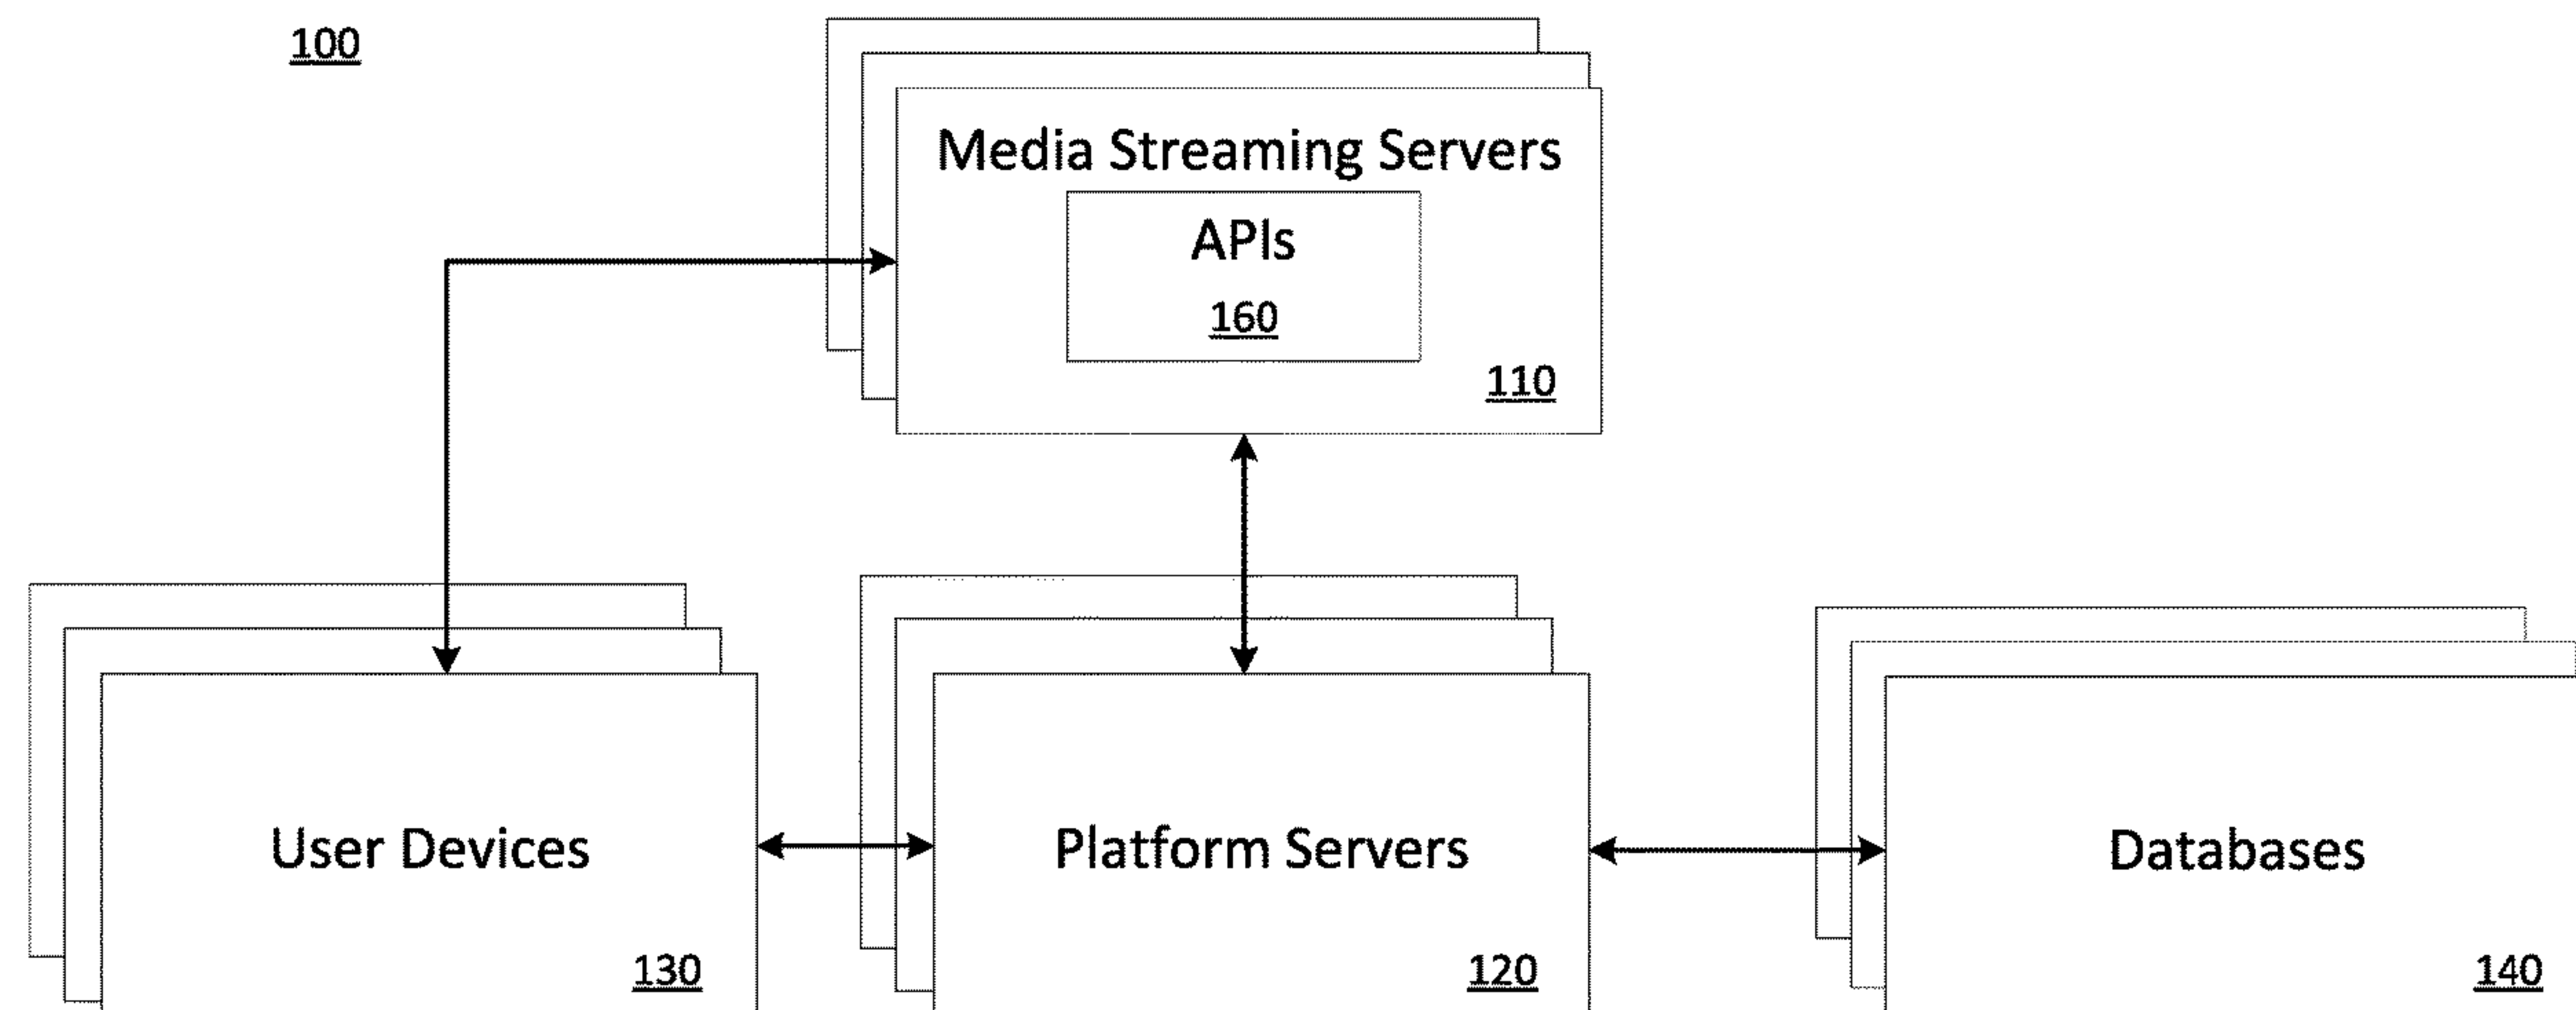 100
Media Streaming Servers
APIs
160
110
User Devices
130
Platform Servers
120
Databases
140